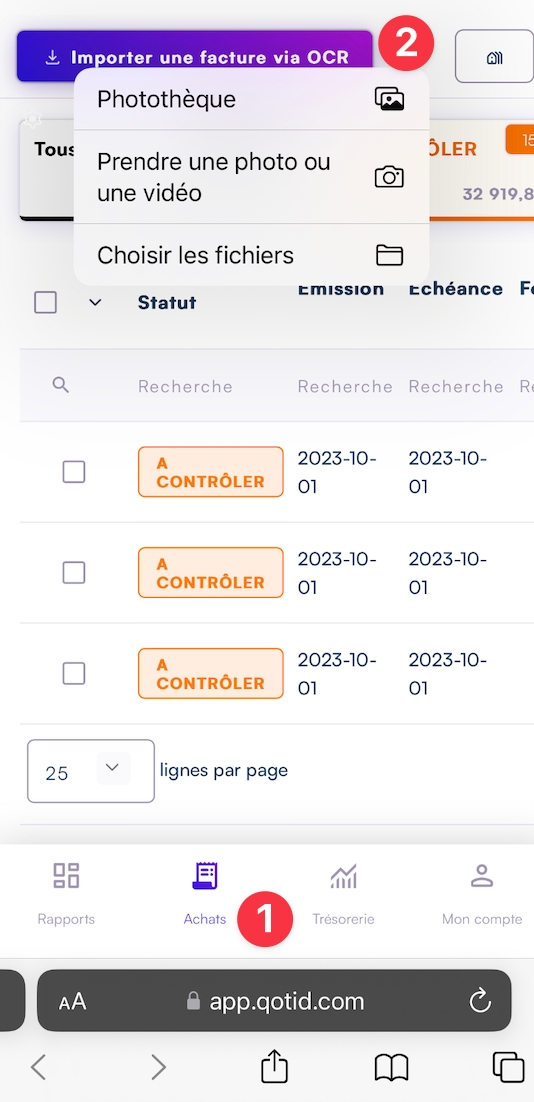 Importer une facture via OCR
2
Photothèque
Prendre une photo ou
une vidéo
Choisir les fichiers
Tous
ÔLER
15
32 919,8
Statut
Emission
Echéance
Recherche
Recherche
Recherche
A
CONTRÔLER
2023-10-
01
2023-10-
01
A
CONTRÔLER
2023-10-
01
2023-10-
01
A
CONTRÔLER
2023-10-
01
2023-10-
01
25
lignes par page
Rapports
Achats
1
Trésorerie
Mon compte
AA
app.qotid.com